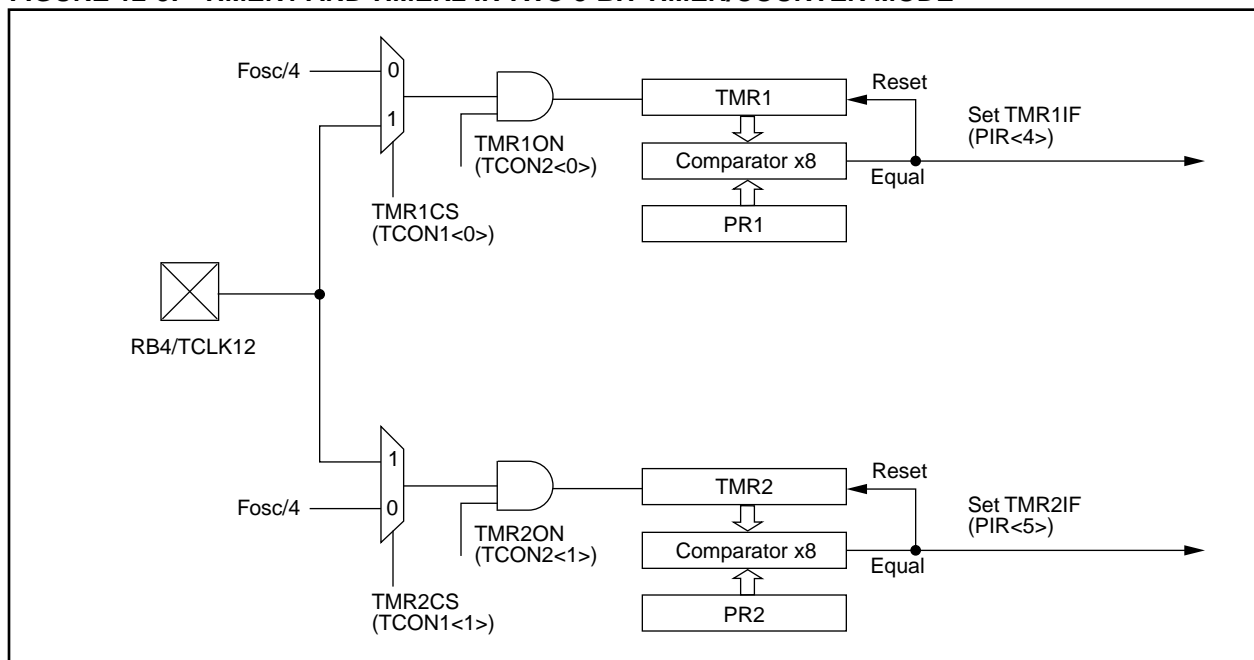 FIGURE TIMER1 AND TIMER2 IN TWO 8-BIT TIMER/COUNTER MODE
Fosc/4
0
1
TMR1ON
(TCON2<0>)
TMR1CS
(TCON1<0>)
TMR1
Comparator x8
PR1
Reset
Equal
Set TMR1IF
(PIR<4>)
RB4/TCLK12
1
Fosc/4
0
TMR2ON
(TCON2<1>)
TMR2CS
(TCON1<1>)
TMR2
Comparator x8
PR2
Reset
Equal
Set TMR2IF
(PIR<5>)